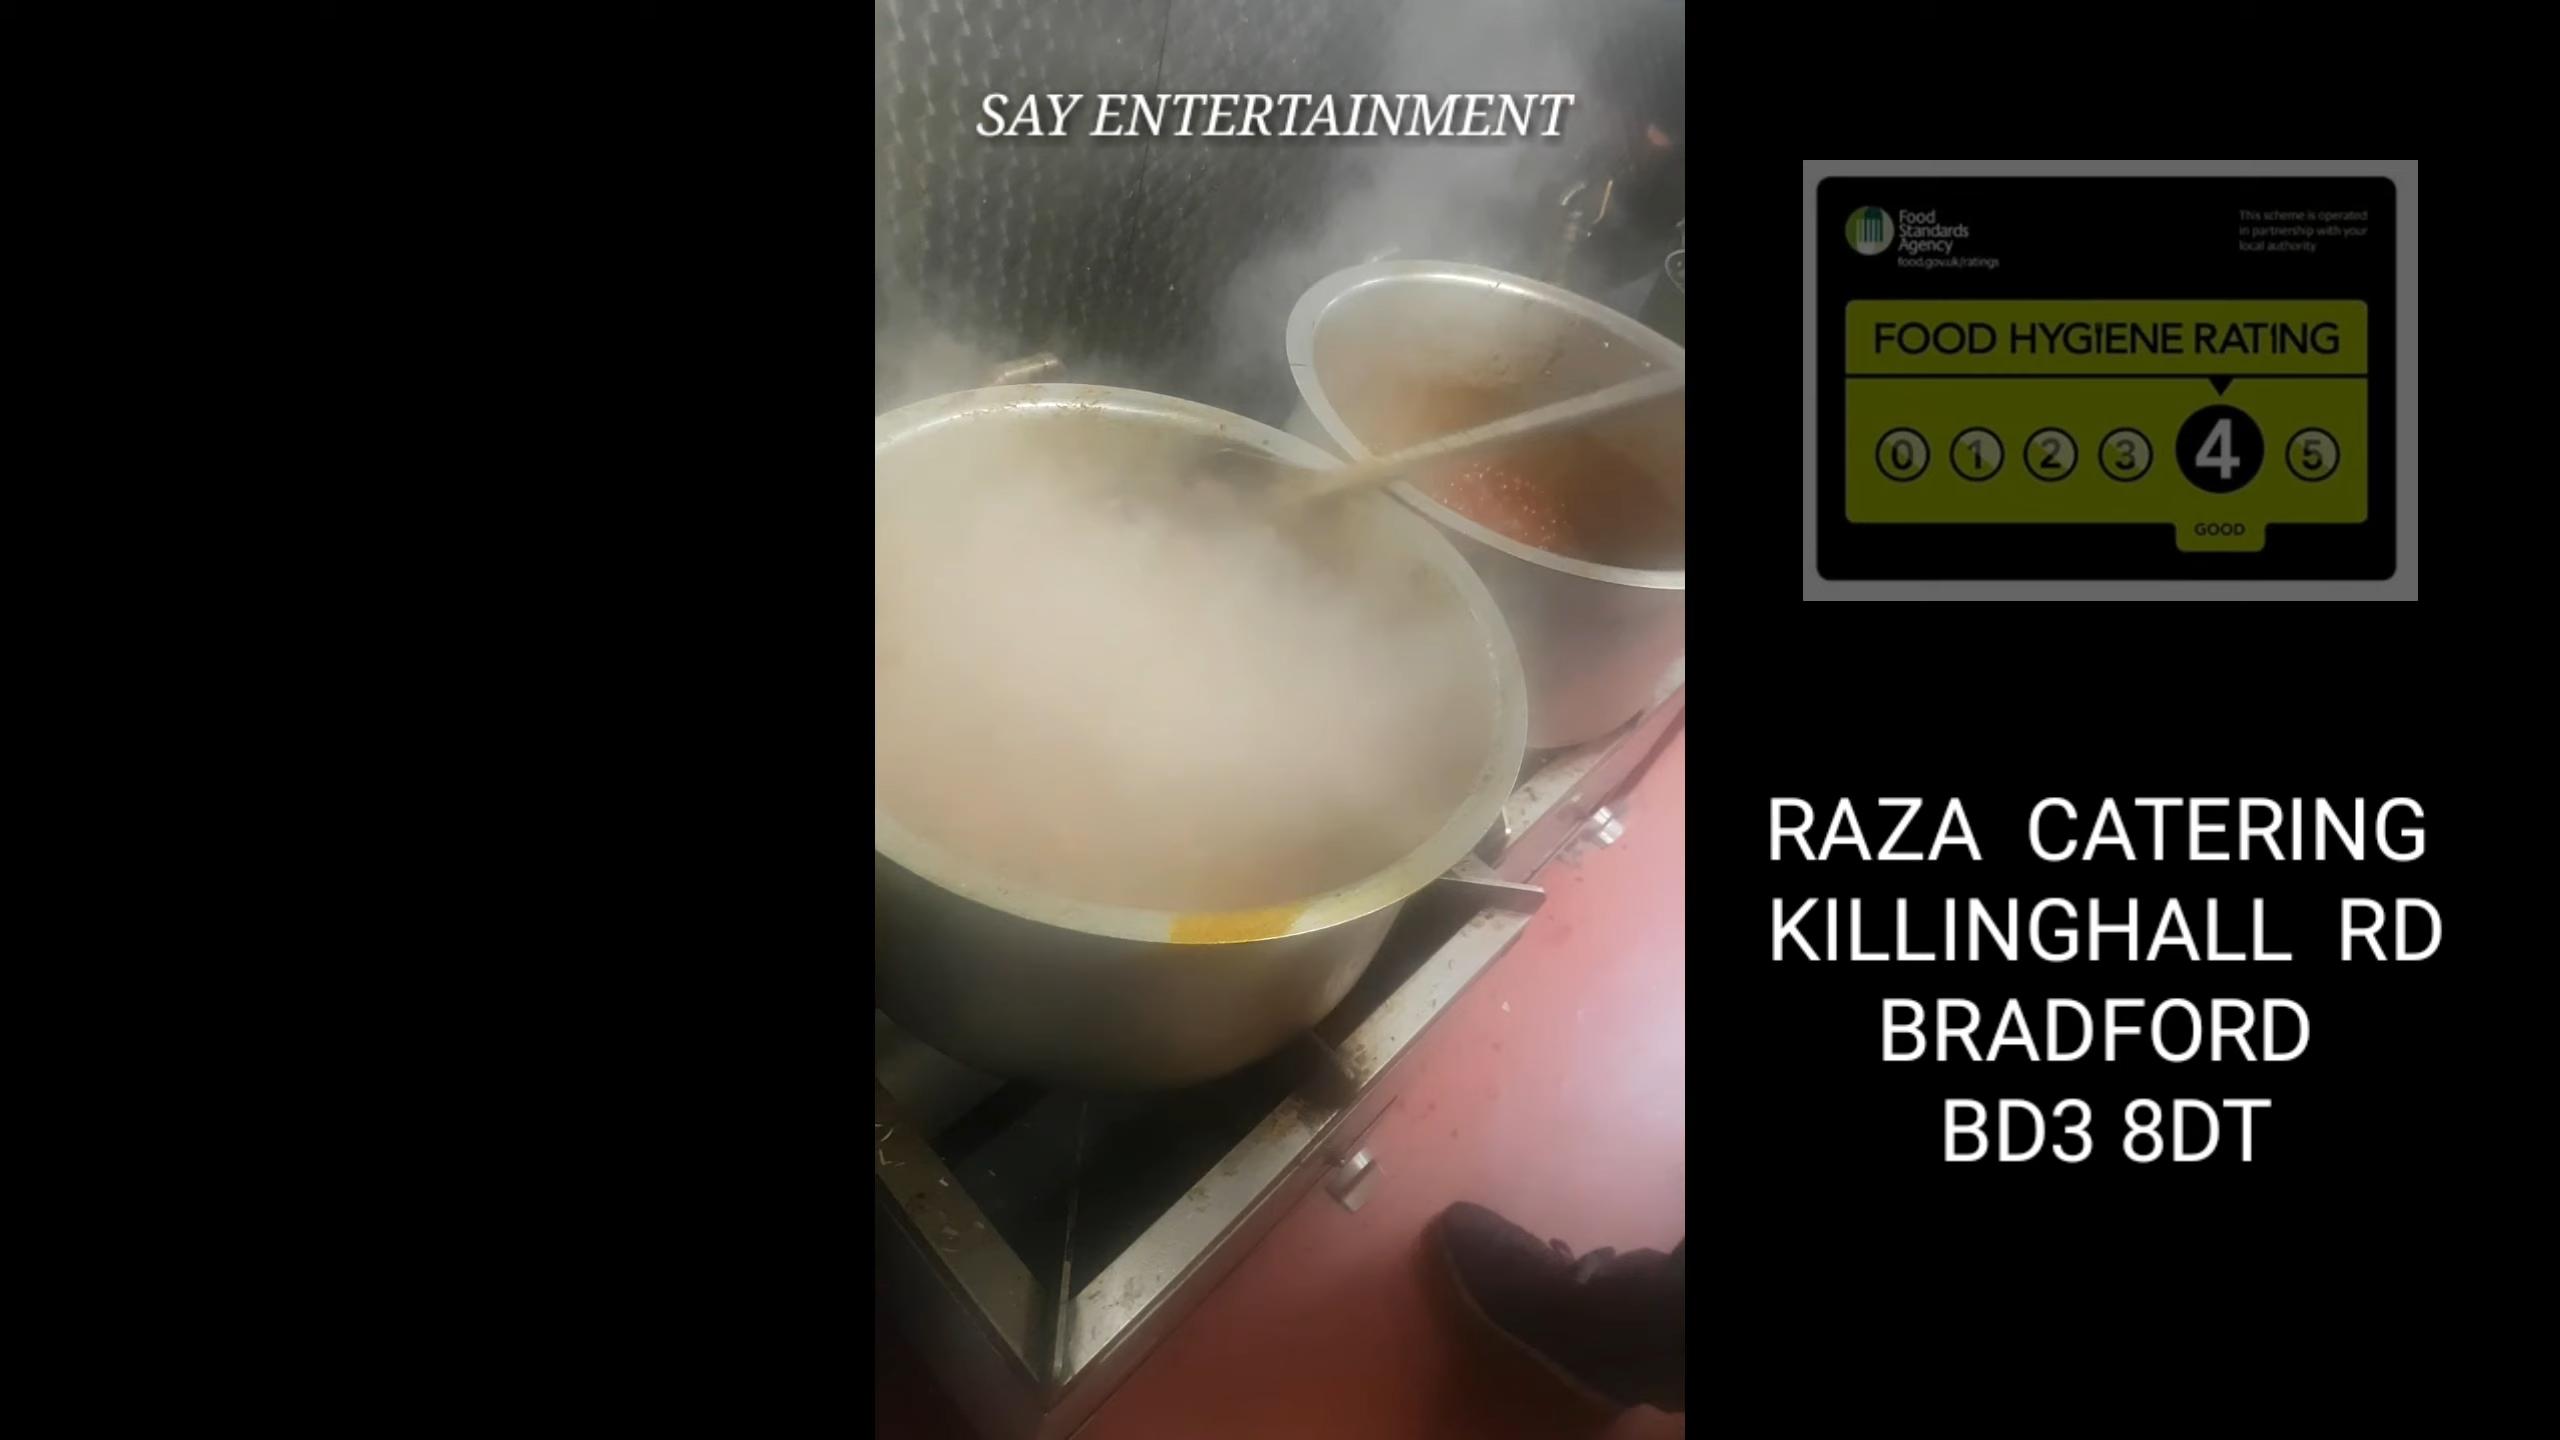 SAY ENTERTAINMENT
Food
Standards
Agency
food.gov.uk/ratings
This scheme is operated
in partnership with your
local authority
FOOD HYGIENE RATING
0 1 2 3 4 5
GOOD
RAZA CATERING
KILLINGHALL RD
BRADFORD
BD3 8DT